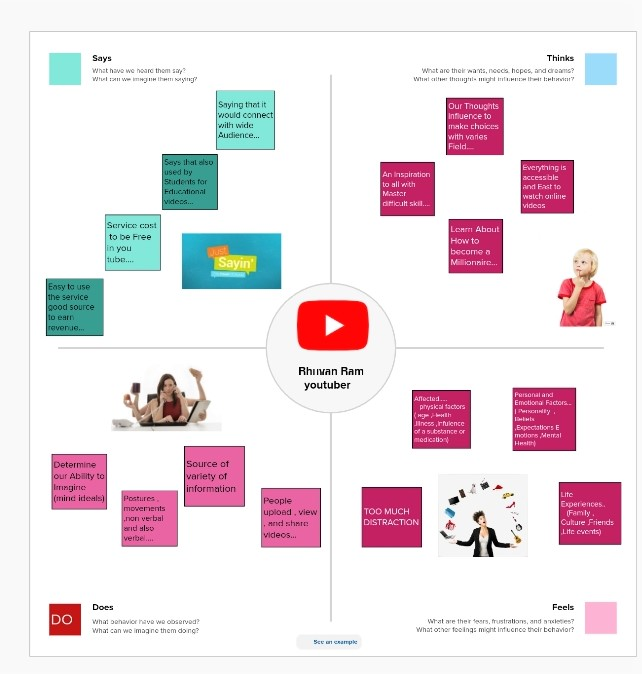 Says
What have we heard them say?
What can we imagine them saying?
Thinks
What are their wants, needs, hopes, and dreams?
What other thoughts might influence their behavior?
Saying that it
would connect
with wide
Audience...
Says that also
used by
Students for
Educational
videos...
Service cost
to be Free
in you
tube....
Easy to use
the service
good source
to earn
revenue...
Just
Sayin'
Our Thoughts
Influence to
make choices
with varies
Field....
An Inspiration
to all with
Master
difficult skill....
Everything is
accessible
and East to
watch online
videos
Learn About
How to
become a
Millionaire...
Ram
youtuber
Determine
our Ability to
Imagine
(mind ideals)
Postures ,
movements
,non verbal
and also
verbal....
Source of
variety of
information
People
upload , view
, and share
videos...
Affected.....
physical factors
( age ,Health
,Illness ,Infulence
of a substance or
medication)
Personal and
Emotional Factors...
( Personality ,
Beliefs
,Expectations E
motions ,Mental
Health)
TOO MUCH
DISTRACTION
Life
Experiences..
(Family ,
Culture ,Friends
,Life events)
DO
Does
What behavior have we observed?
What can we imagine them doing?
Feels
What are their fears, frustrations, and anxieties?
What other feelings might influence their behavior?
See an example